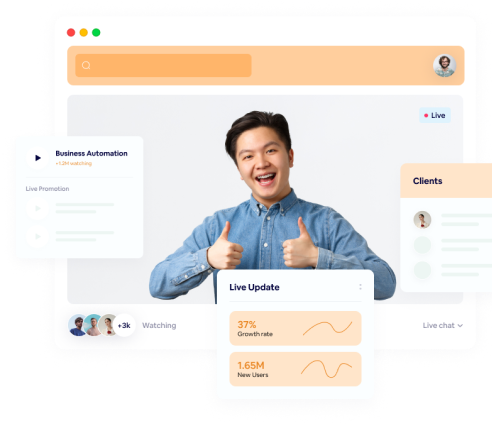 Live
Business Automation
+1.2M watching
Live Promotion
Clients
Live Update
37%
Growth rate
1.65M
New Users
+3k
Watching
Live chat